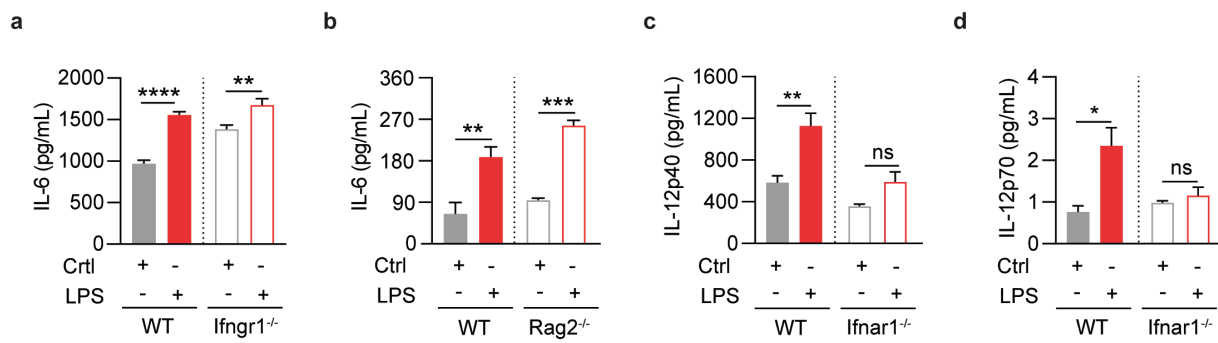 a
IL-6 (pg/mL)
2000
1500
1000
500
0
****
**
Crtl + - + -
LPS - + - +
WT Ifngr1-/-
b
IL-6 (pg/mL)
360
270
180
90
0
**
***
Ctrl + - + -
LPS - + - +
WT Rag2-/-
c
IL-12p40 (pg/mL)
1600
1200
800
400
0
**
ns
Ctrl + - + -
LPS - + - +
WT Ifnar1-/-
d
IL-12p70 (pg/mL)
4
3
2
1
0
*
ns
Ctrl + - + -
LPS - + - +
WT Ifnar1-/-